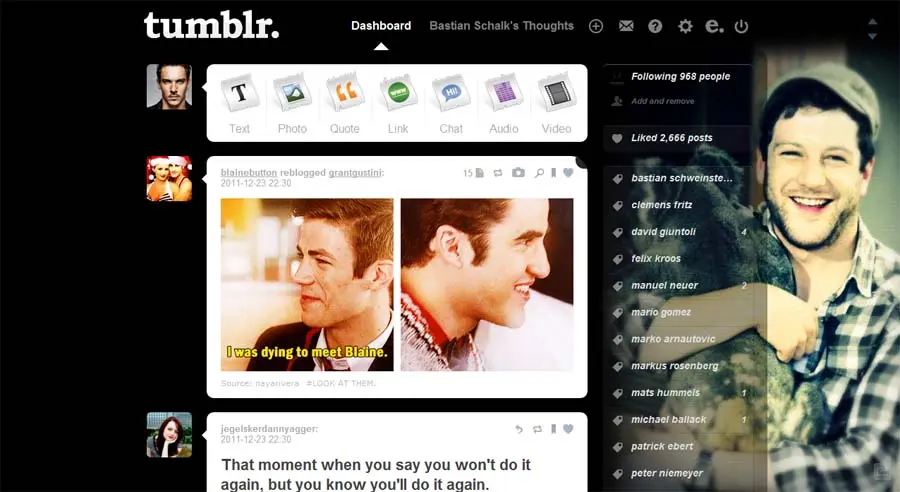 tumblr.
Dashboard
Bastian Schalk's Thoughts
T
WWW
Hi!
Text
Photo
Quote
Link
Chat
Audio
Video
blainebutton reblogged grantgustini:
2011-12-23 22:30
15
I was dying to meet Blaine.
Source: nayarivera #LOOK AT THEM.
jegelskerdannyagger:
2011-12-23 22:30
That moment when you say you won't do it
again, but you know you'll do it again.
Following 968 people
Add and remove
Liked 2,666 posts
bastian schweinste...
clemens fritz
david giuntoli 4
felix kroos
manuel neuer 2
mario gomez
marko arnautovic
markus rosenberg
mats hummels 1
michael ballack 1
patrick ebert
peter niemeyer